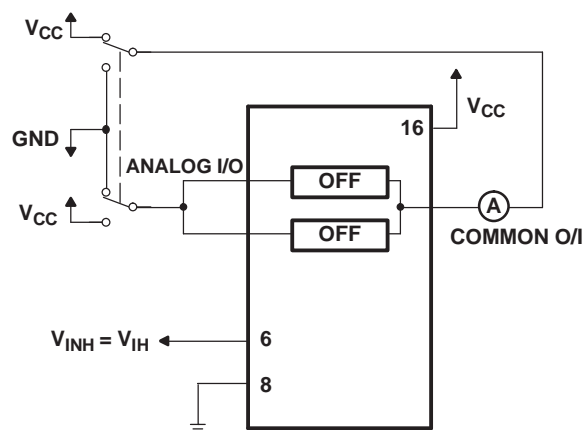 VCC
VCC
16
GND
ANALOG I/O
OFF
A
VCC
OFF
COMMON O/I
VINH = VIH
6
8